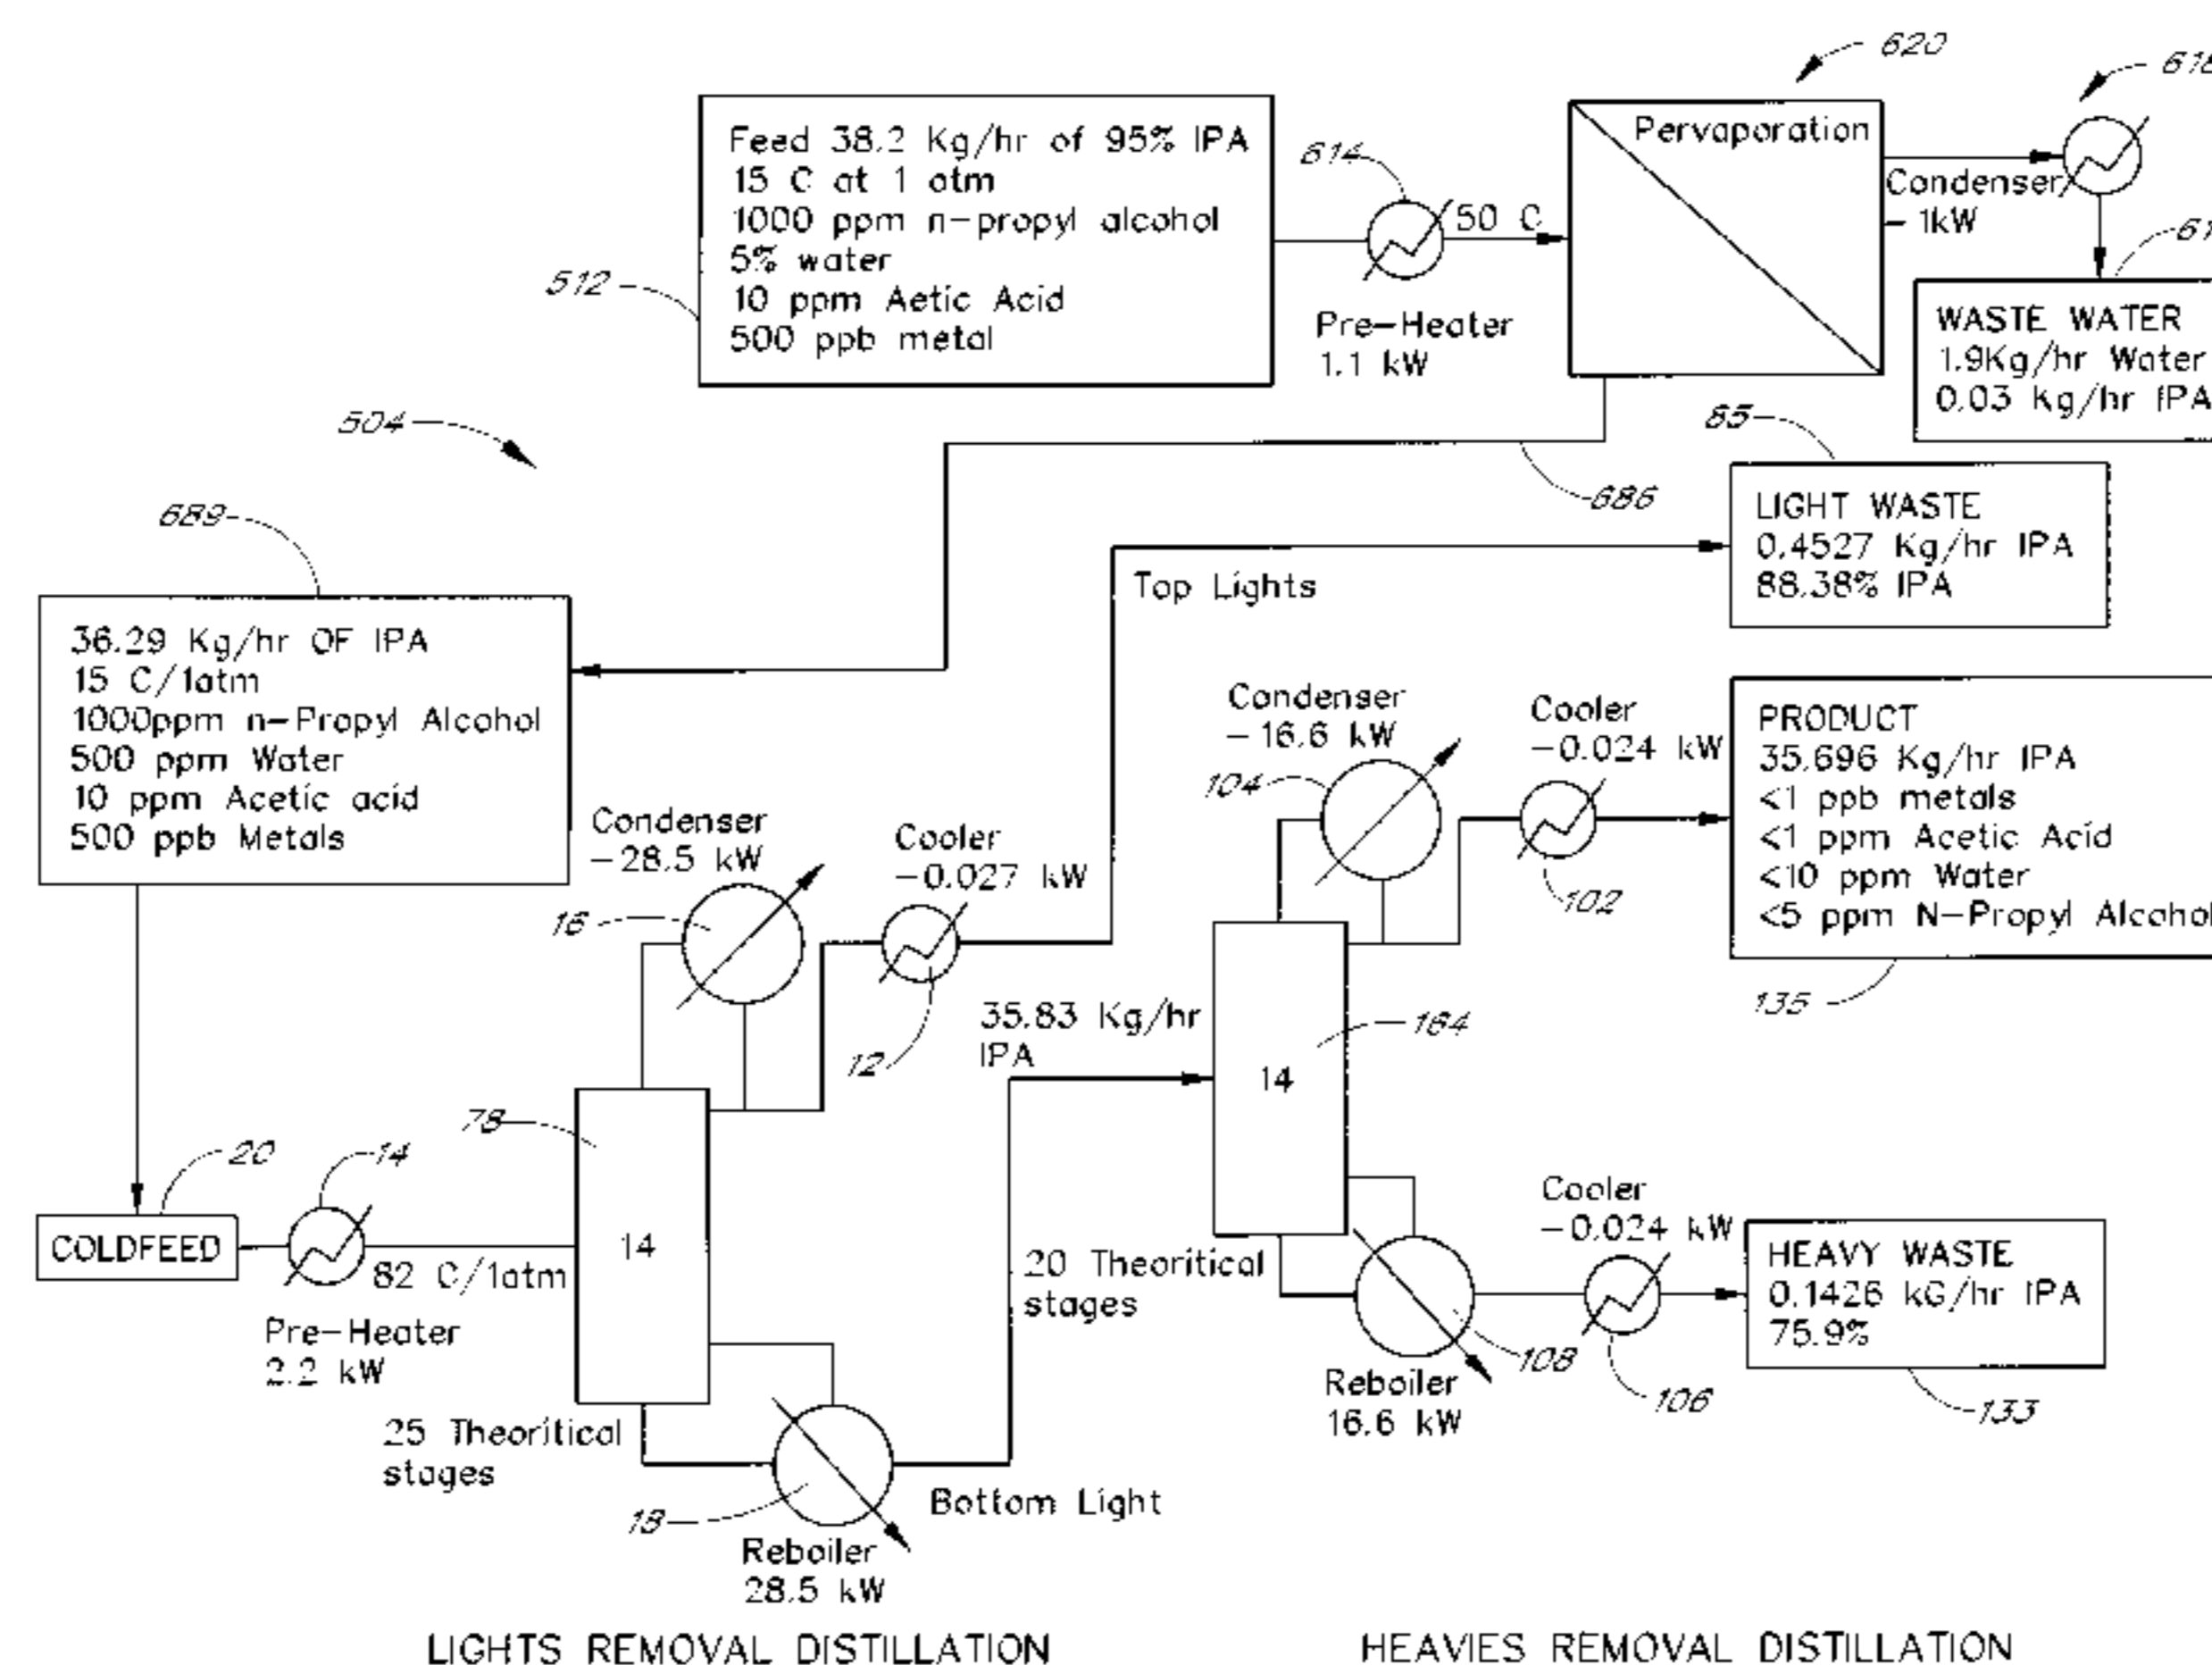 620
618
Feed 38.2 Kg/hr of 95% IPA
15 C at 1 atm
1000 ppm n-propyl alcohol
5% water
10 ppm Aetic Acid
500 ppb metal
512
614
50 C
Pre-Heater
1.1 kW
Pervaporation
Condenser
- 1kW
61
WASTE WATER
1.9Kg/hr Water
0.03 Kg/hr IPA
504
686
85
LIGHT WASTE
0.4527 Kg/hr IPA
88.38% IPA
Top Lights
689
36.29 Kg/hr OF IPA
15 C/1atm
1000ppm n-Propyl Alcohol
500 ppm Water
10 ppm Acetic acid
500 ppb Metals
Condenser
-28.5 kW
16
Cooler
-0.027 kW
12
Condenser
-16.6 kW
104
Cooler
-0.024 kW
102
PRODUCT
35.696 Kg/hr IPA
<1 ppb metals
<1 ppm Acetic Acid
<10 ppm Water
<5 ppm N-Propyl Alcohol
135
35.83 Kg/hr
IPA
164
14
78
14
20
14
COLDFEED
82 C/1atm
Pre-Heater
2.2 kW
25 Theoritical
stages
18
Reboiler
28.5 kW
Bottom Light
20 Theoritical
stages
Reboiler
16.6 kW
108
Cooler
-0.024 kW
106
HEAVY WASTE
0.1426 kG/hr IPA
75.9%
133
LIGHTS REMOVAL DISTILLATION
HEAVIES REMOVAL DISTILLATION